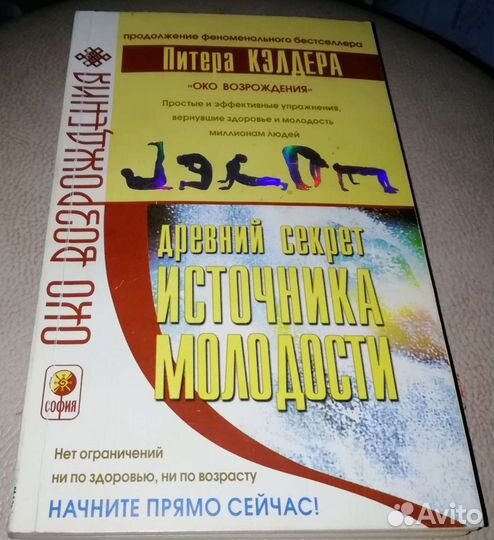 продолжение феноменального бестселлера
Питера КЭЛДЕРА
"ОКО ВОЗРОЖДЕНИЯ"
Простые и эффективные упражнения,
вернувшие здоровье и молодость
миллионам людей
ОКО ВОЗРОЖДЕНИЯ
ДРЕВНИЙ СЕКРЕТ
ИСТОЧНИКА
МОЛОДОСТИ
СОФИЯ
Нет ограничений
ни по здоровью, ни по возрасту
НАЧНИТЕ ПРЯМО СЕЙЧАС!
Avito